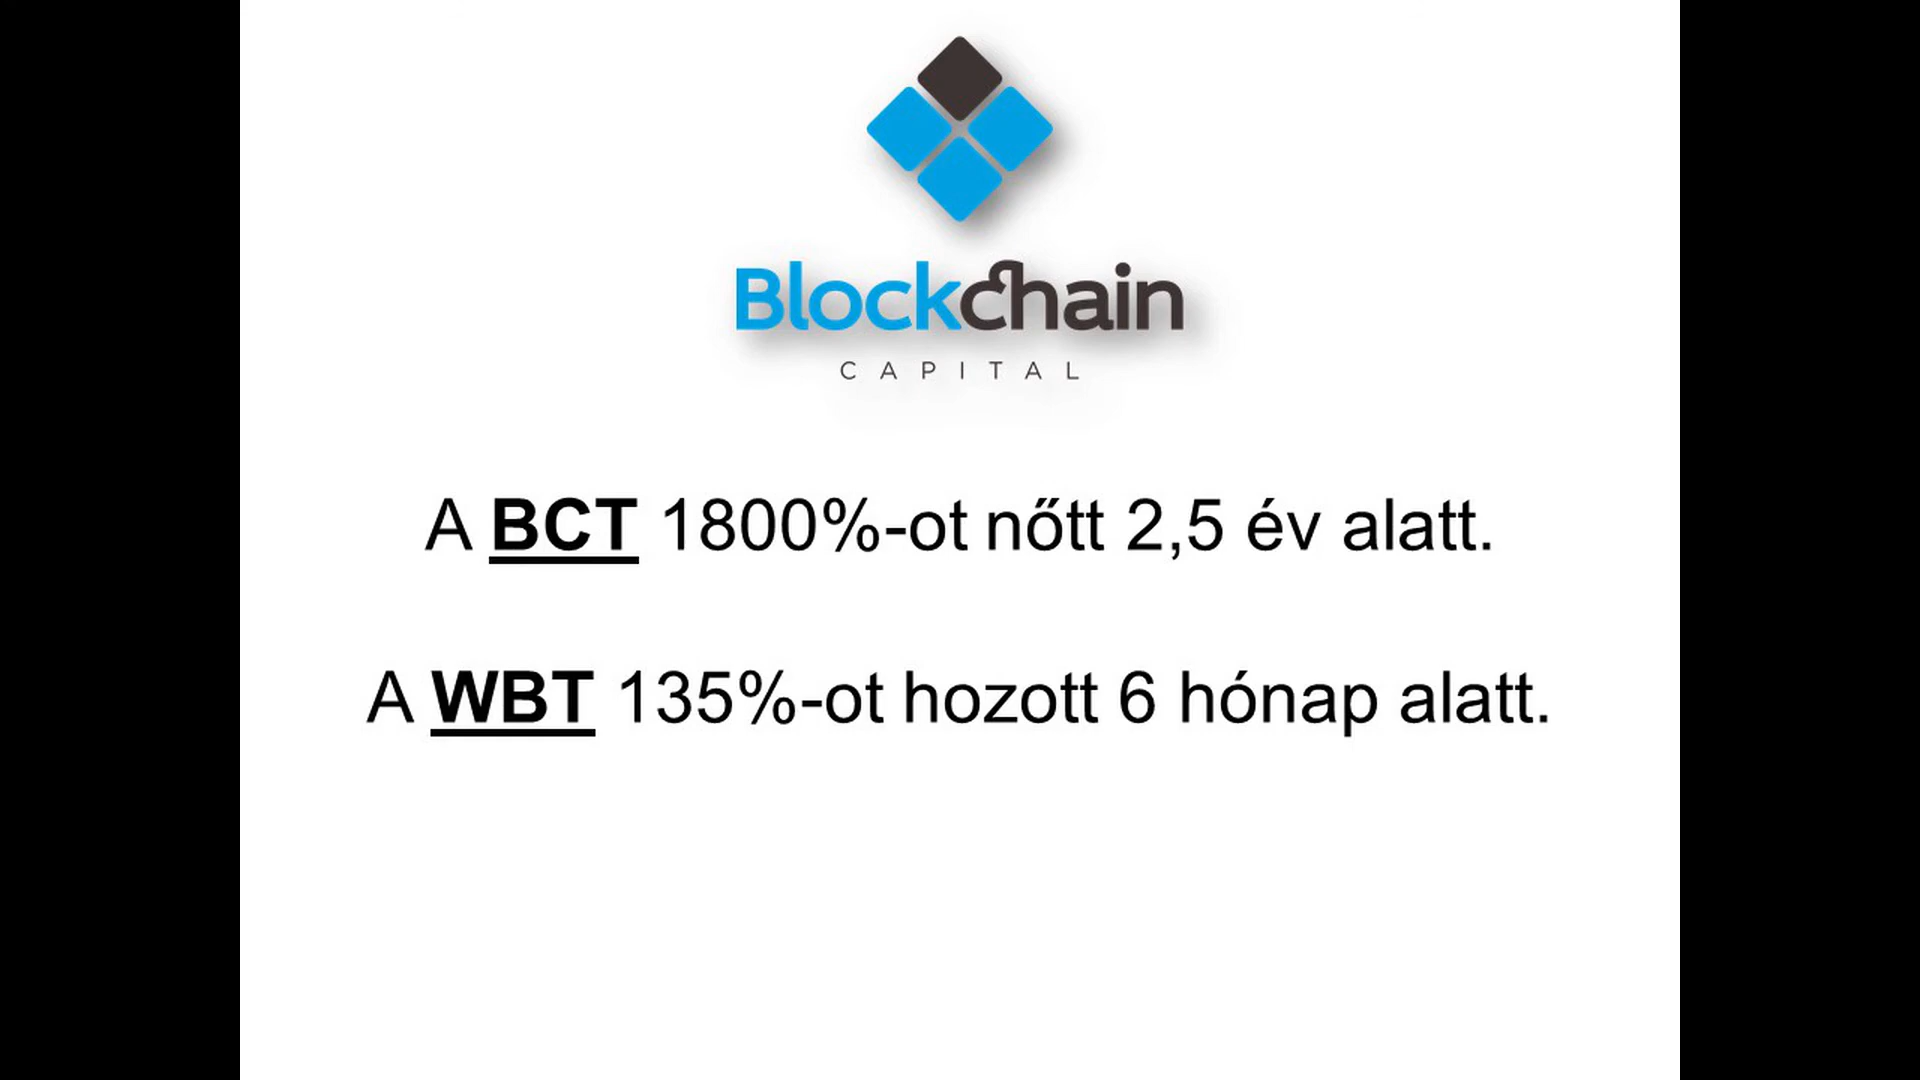 Blockchain
CAPITAL
A BCT 1800%-ot nőtt 2,5 év alatt.
A WBT 135%-ot hozott 6 hónap alatt.